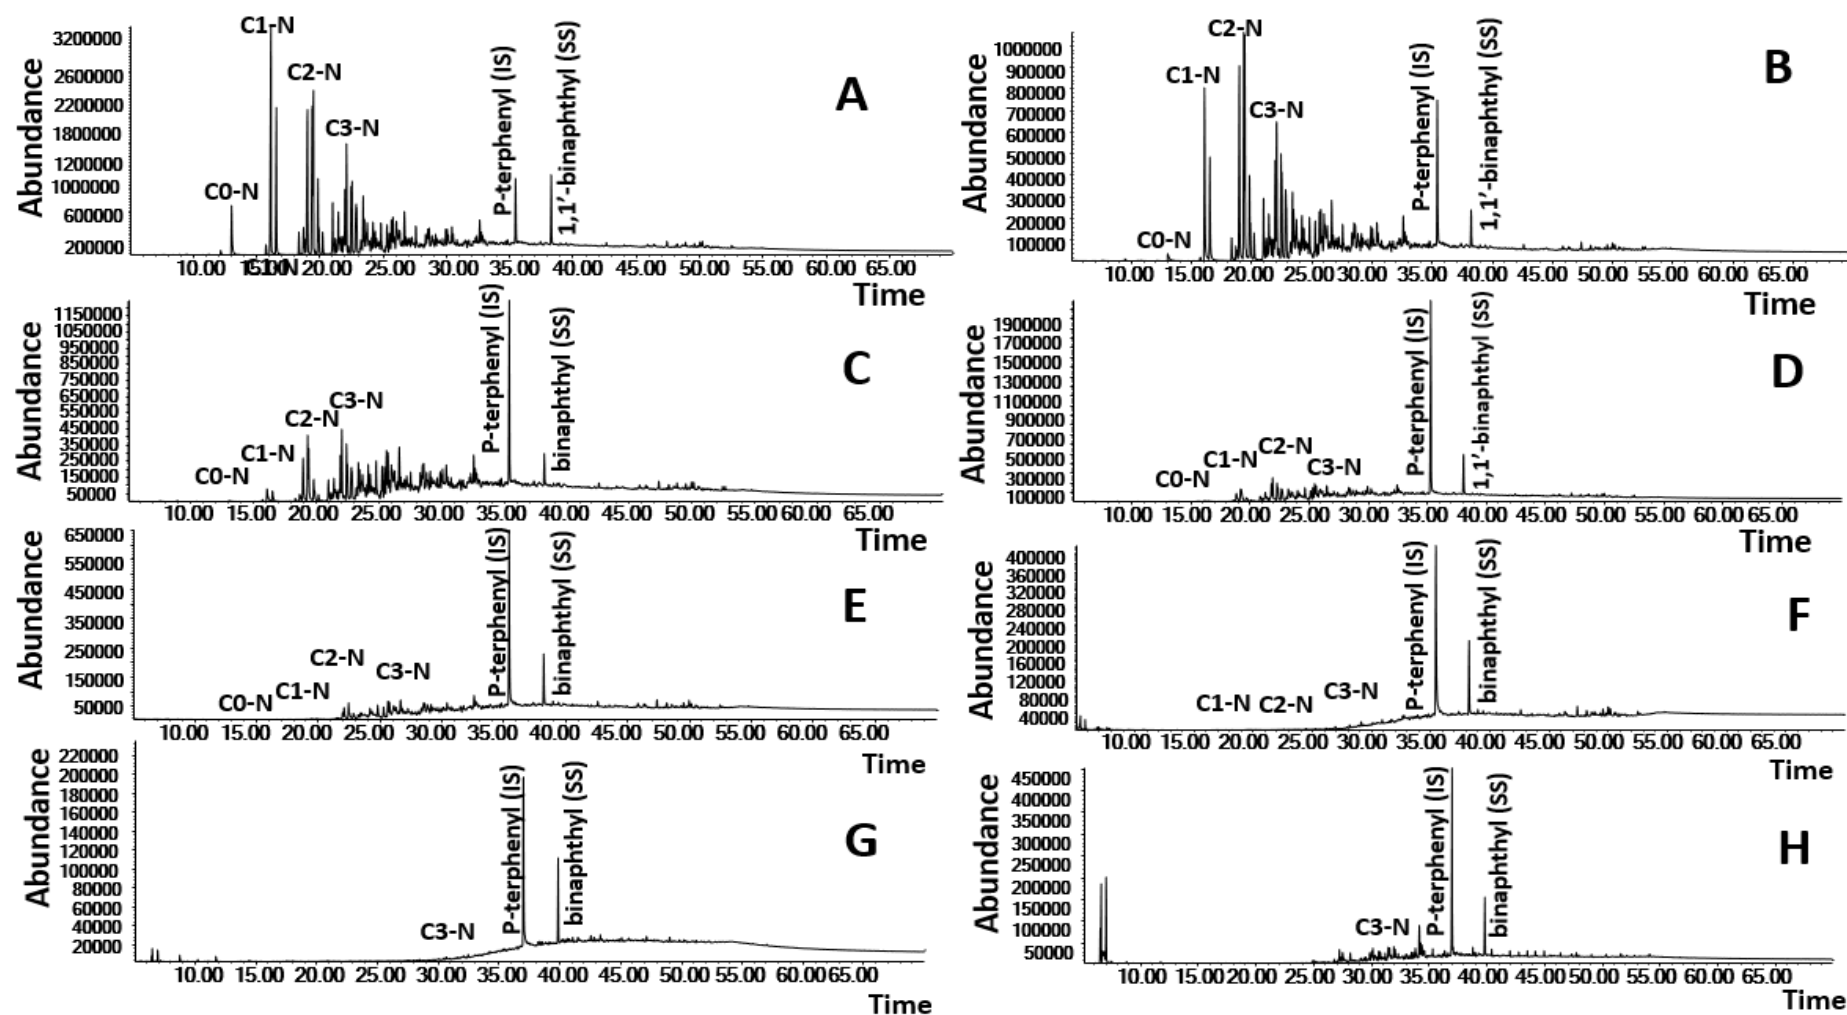 A
Abundance
3200000
2600000
2200000
1800000
1200000
1000000
600000
200000
C0-N
C1-N
C2-N
C3-N
P-terphenyl (IS)
1,1’-binaphthyl (SS)
10.00 20.00 25.00 30.00 35.00 40.00 45.00 50.00 55.00 60.00 65.00
C1-N
Time
B
Abundance
1000000
900000
800000
700000
600000
500000
400000
300000
200000
100000
C0-N
C1-N
C2-N
C3-N
P-terphenyl (IS)
1,1’-binaphthyl (SS)
10.00 15.00 20.00 25.00 30.00 35.00 40.00 45.00 50.00 55.00 60.00 65.00
Time
C
Abundance
1150000
1050000
950000
850000
750000
650000
550000
450000
350000
250000
150000
50000
C0-N
C1-N
C2-N
C3-N
P-terphenyl (IS)
binaphthyl (SS)
10.00 15.00 20.00 25.00 30.00 35.00 40.00 45.00 50.00 55.00 60.00 65.00
Time
D
Abundance
1900000
1700000
1500000
1300000
1100000
900000
700000
500000
300000
100000
C0-N
C1-N
C2-N
C3-N
P-terphenyl (IS)
1,1’-binaphthyl (SS)
10.00 15.00 20.00 25.00 30.00 35.00 40.00 45.00 50.00 55.00 60.00 65.00
Time
E
Abundance
650000
550000
450000
350000
250000
150000
50000
C0-N
C1-N
C2-N
C3-N
P-terphenyl (IS)
binaphthyl (SS)
10.00 15.00 20.00 25.00 30.00 35.00 40.00 45.00 50.00 55.00 60.00 65.00
Time
F
Abundance
400000
360000
320000
280000
240000
200000
160000
120000
80000
40000
C1-N
C2-N
C3-N
P-terphenyl (IS)
binaphthyl (SS)
10.00 15.00 20.00 25.00 30.00 35.00 40.00 45.00 50.00 55.00 60.00 65.00
Time
G
Abundance
220000
200000
180000
160000
140000
120000
100000
80000
60000
40000
20000
C3-N
P-terphenyl (IS)
binaphthyl (SS)
10.00 15.00 20.00 25.00 30.00 35.00 40.00 45.00 50.00 55.00 60.00 65.00
Time
H
Abundance
450000
400000
350000
300000
250000
200000
150000
100000
50000
C3-N
P-terphenyl (IS)
binaphthyl (SS)
10.00 15.00 20.00 25.00 30.00 35.00 40.00 45.00 50.00 55.00 60.00 65.00
Time